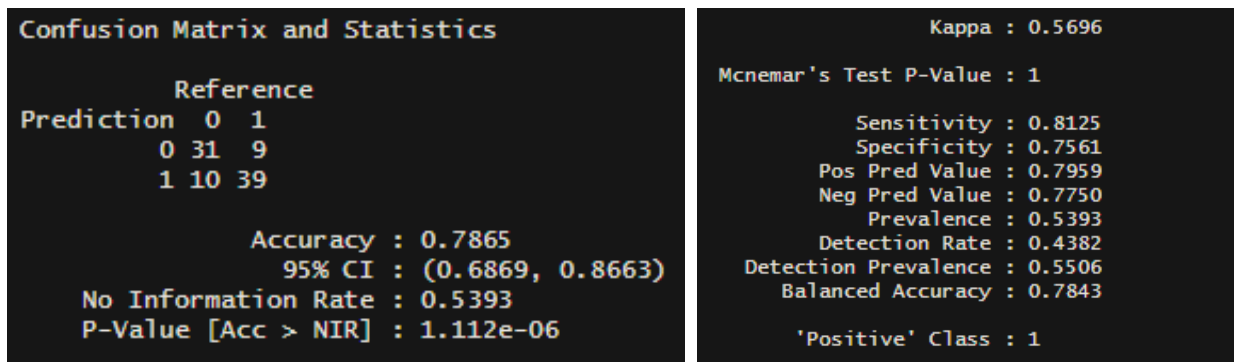 Confusion Matrix and Statistics
Reference
Prediction 0 1
0 31 9
1 10 39
Accuracy : 0.7865
95% CI : (0.6869, 0.8663)
No Information Rate : 0.5393
P-Value [Acc > NIR] : 1.112e-06
Kappa : 0.5696
Mcnemar's Test P-Value : 1
Sensitivity : 0.8125
Specificity : 0.7561
Pos Pred Value : 0.7959
Neg Pred Value : 0.7750
Prevalence : 0.5393
Detection Rate : 0.4382
Detection Prevalence : 0.5506
Balanced Accuracy : 0.7843
'Positive' Class : 1